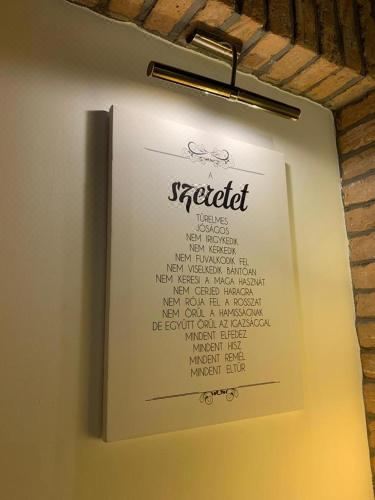 A
szeretet
TÜRELMES
JÓSÁGOS
NEM IRIGYKEDIK
NEM KÉRKEDIK
NEM FUVALKODIK FEL
NEM VISELKEDIK BÁNTÓAN
NEM KERESI A MAGA HASZNÁT
NEM GERJED HARAGRA
NEM RÓJA FEL A ROSSZAT
NEM ÖRÜL A HAMISSÁGNAK
DE EGYÜTT ÖRÜL AZ IGAZSÁGGAL
MINDENT ELFEDEZ
MINDENT HISZ
MINDENT REMÉL
MINDENT ELTŰR